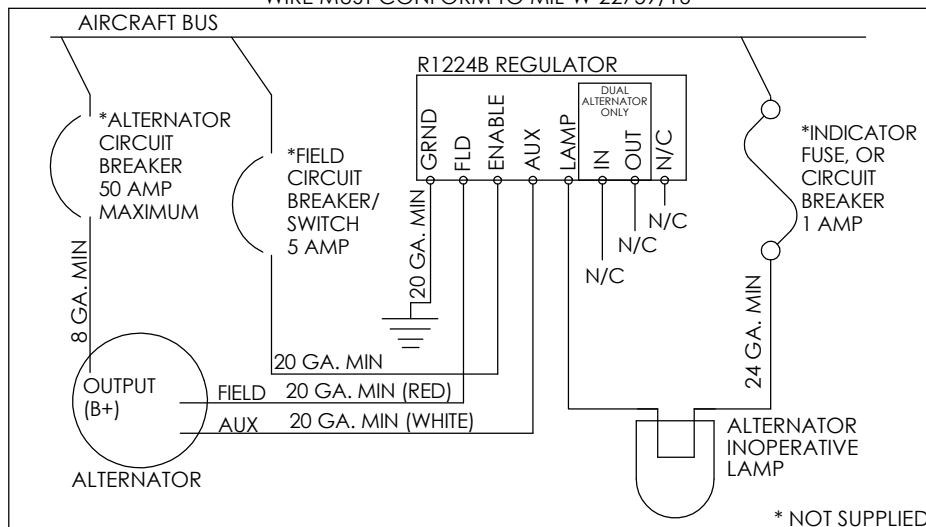 WIRE MUST CONFORM TO MIL-W-22759/16
AIRCRAFT BUS
R1224B REGULATOR
DUAL
ALTERNATOR
ONLY
GRND
FLD
ENABLE
AUX
LAMP
IN
OUT
N/C
*ALTERNATOR
CIRCUIT
BREAKER
50 AMP
MAXIMUM
*FIELD
CIRCUIT
BREAKER/
SWITCH
5 AMP
*INDICATOR
FUSE, OR
CIRCUIT
BREAKER
1 AMP
N/C
N/C
N/C
8 GA. MIN
20 GA. MIN
24 GA. MIN
20 GA. MIN
OUTPUT
(B+)
FIELD
20 GA. MIN (RED)
AUX
20 GA. MIN (WHITE)
ALTERNATOR
ALTERNATOR
INOPERATIVE
LAMP
* NOT SUPPLIED